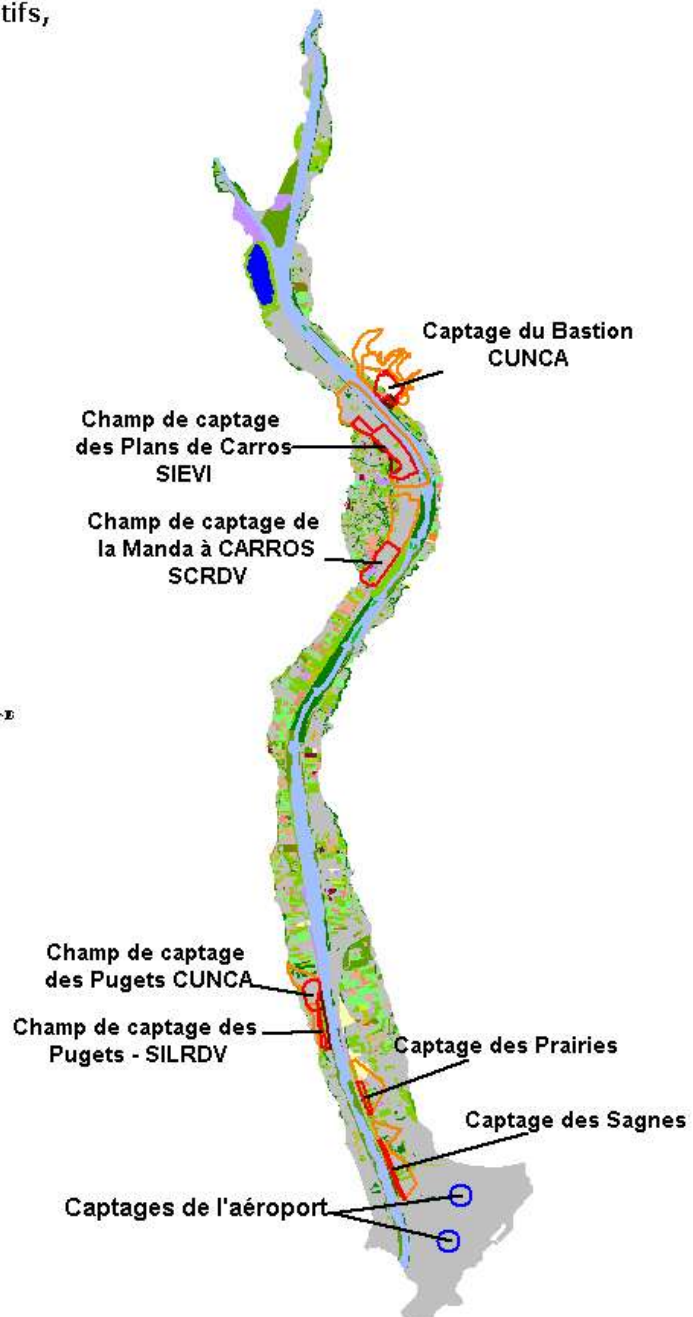 tifs,
Captage du Bastion
CUNCA
Champ de captage
des Plans de Carros
SIEVI
Champ de captage de
la Manda à CARROS
SCRDV
Champ de captage
des Pugets CUNCA
Champ de captage des
Pugets - SILRDV
Captage des Prairies
Captage des Sagnes
Captages de l'aéroport